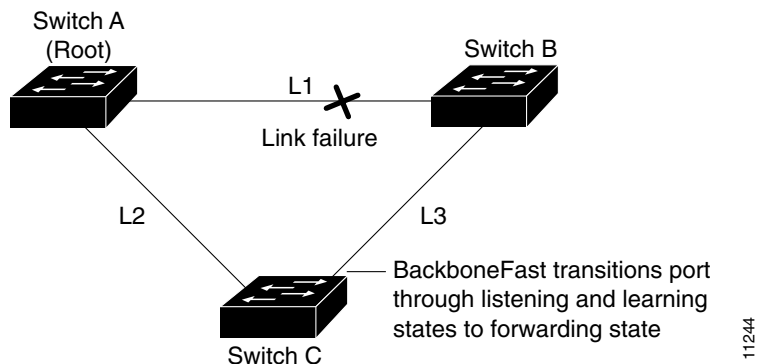 Switch A
(Root)
Switch B
L1
Link failure
L2
L3
BackboneFast transitions port
through listening and learning
states to forwarding state
Switch C
11244